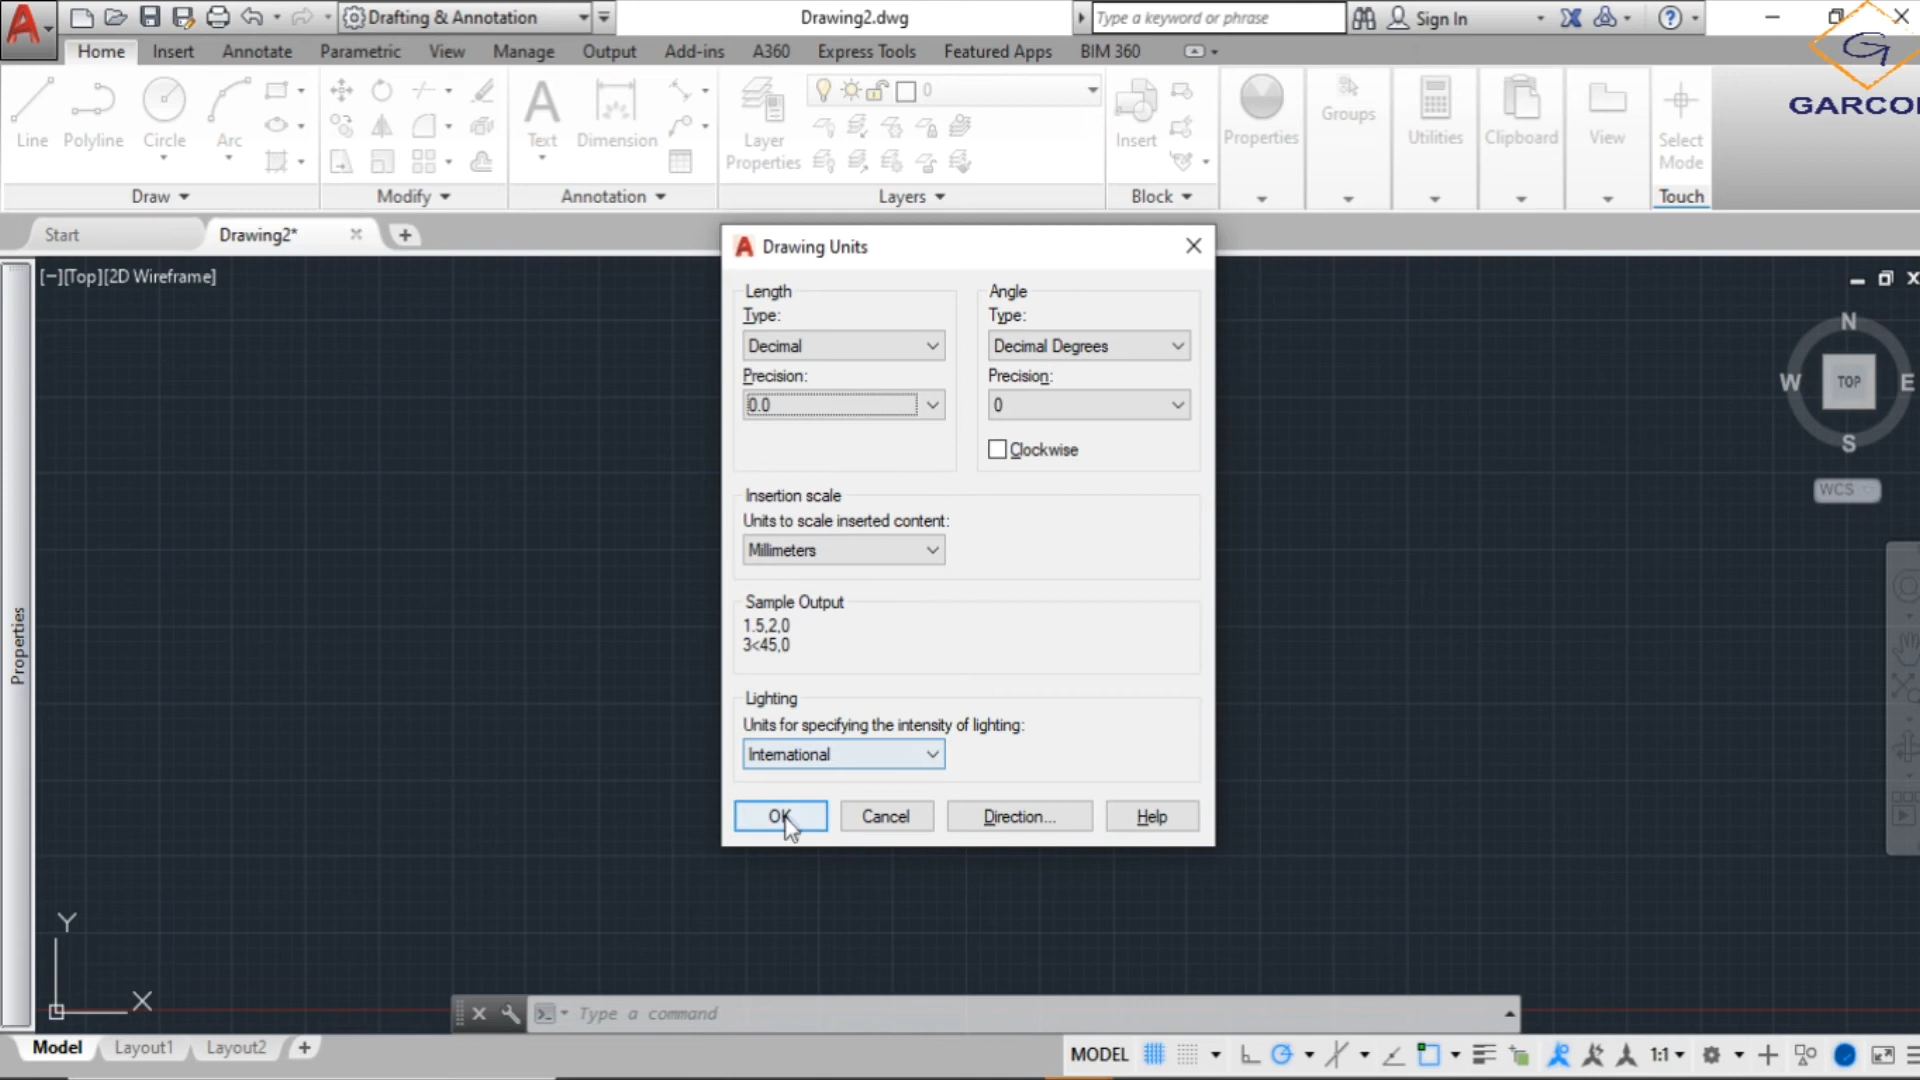 Drafting & Annotation
Drawing2.dwg
Type a keyword or phrase
Sign In
Home Insert Annotate Parametric View Manage Output Add-ins A360 Express Tools Featured Apps BIM 360
G
Line Polyline Circle Arc
Text Dimension
Layer Properties
0
Insert
Properties
Groups
Utilities
Clipboard
View
Select Mode
Draw Modify Annotation Layers Block Touch
Start Drawing2* +
[−][Top][2D Wireframe]
Drawing Units
Length
Type:
Decimal
Precision:
0.0
Angle
Type:
Decimal Degrees
Precision:
0
Clockwise
Insertion scale
Units to scale inserted content:
Millimeters
Sample Output
1.5,2,0
3<45,0
Lighting
Units for specifying the intensity of lighting:
International
OK Cancel Direction... Help
N
W TOP E
S
WCS
Properties
Y
X
Type a command
Model Layout1 Layout2 +
MODEL 1:1